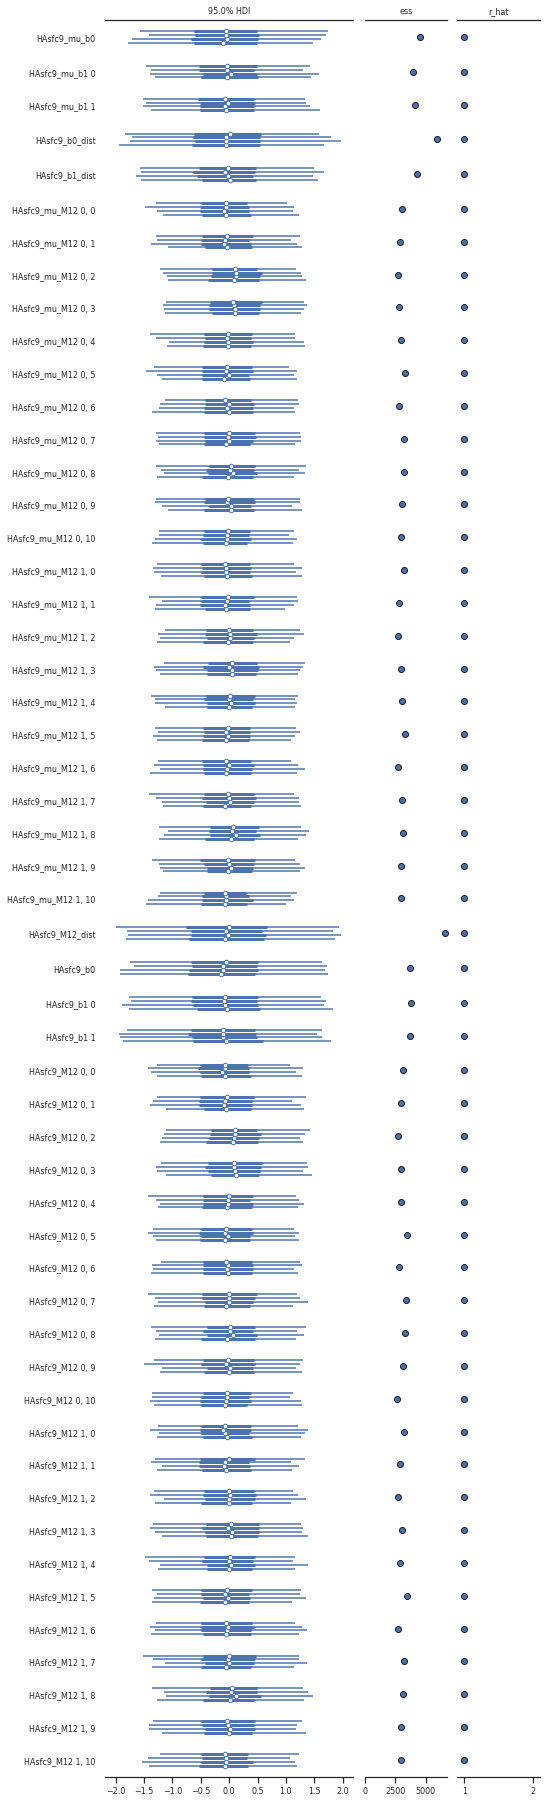 95.0% HDI ess r_hat
HAsfc9_mu_b0
HAsfc9_mu_b1 0
HAsfc9_mu_b1 1
HAsfc9_b0_dist
HAsfc9_b1_dist
HAsfc9_mu_M12 0, 0
HAsfc9_mu_M12 0, 1
HAsfc9_mu_M12 0, 2
HAsfc9_mu_M12 0, 3
HAsfc9_mu_M12 0, 4
HAsfc9_mu_M12 0, 5
HAsfc9_mu_M12 0, 6
HAsfc9_mu_M12 0, 7
HAsfc9_mu_M12 0, 8
HAsfc9_mu_M12 0, 9
HAsfc9_mu_M12 0, 10
HAsfc9_mu_M12 1, 0
HAsfc9_mu_M12 1, 1
HAsfc9_mu_M12 1, 2
HAsfc9_mu_M12 1, 3
HAsfc9_mu_M12 1, 4
HAsfc9_mu_M12 1, 5
HAsfc9_mu_M12 1, 6
HAsfc9_mu_M12 1, 7
HAsfc9_mu_M12 1, 8
HAsfc9_mu_M12 1, 9
HAsfc9_mu_M12 1, 10
HAsfc9_M12_dist
HAsfc9_b0
HAsfc9_b1 0
HAsfc9_b1 1
HAsfc9_M12 0, 0
HAsfc9_M12 0, 1
HAsfc9_M12 0, 2
HAsfc9_M12 0, 3
HAsfc9_M12 0, 4
HAsfc9_M12 0, 5
HAsfc9_M12 0, 6
HAsfc9_M12 0, 7
HAsfc9_M12 0, 8
HAsfc9_M12 0, 9
HAsfc9_M12 0, 10
HAsfc9_M12 1, 0
HAsfc9_M12 1, 1
HAsfc9_M12 1, 2
HAsfc9_M12 1, 3
HAsfc9_M12 1, 4
HAsfc9_M12 1, 5
HAsfc9_M12 1, 6
HAsfc9_M12 1, 7
HAsfc9_M12 1, 8
HAsfc9_M12 1, 9
HAsfc9_M12 1, 10
−2.0 −1.5 −1.0 −0.5 0.0 0.5 1.0 1.5 2.0 0 2500 5000 1 2